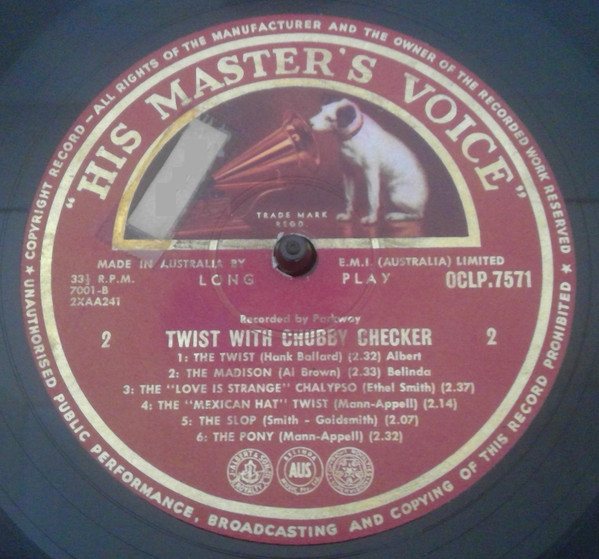 UNAUTHORISED PUBLIC PERFORMANCE, BROADCASTING AND COPYING OF THIS RECORD PROHIBITED ★ COPYRIGHT RECORD — ALL RIGHTS OF THE MANUFACTURER AND THE OWNER OF THE RECORDED WORK RESERVED ★
"HIS MASTER'S VOICE"
TRADE MARK
REGD.
MADE IN AUSTRALIA BY E.M.I. (AUSTRALIA) LIMITED
33⅓ R.P.M. LONG PLAY OCLP.7571
7001-B
2XAA241
Recorded by Parkway
2 TWIST WITH CHUBBY CHECKER 2
1: THE TWIST (Hank Ballard) (2.32) Albert
2: THE MADISON (Al Brown) (2.33) Belinda
3: THE "LOVE IS STRANGE" CHALYPSO (Ethel Smith) (2.37)
4: THE "MEXICAN HAT" TWIST (Mann-Appell) (2.14)
5: THE SLOP (Smith - Goldsmith) (2.07)
6: THE PONY (Mann-Appell) (2.32)
BELINDA
AUS